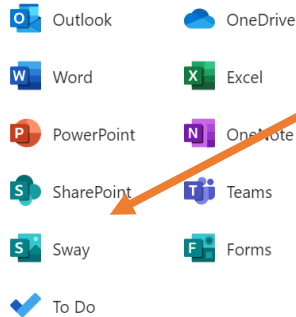 Outlook OneDrive
Word Excel
PowerPoint OneNote
SharePoint Teams
Sway Forms
To Do